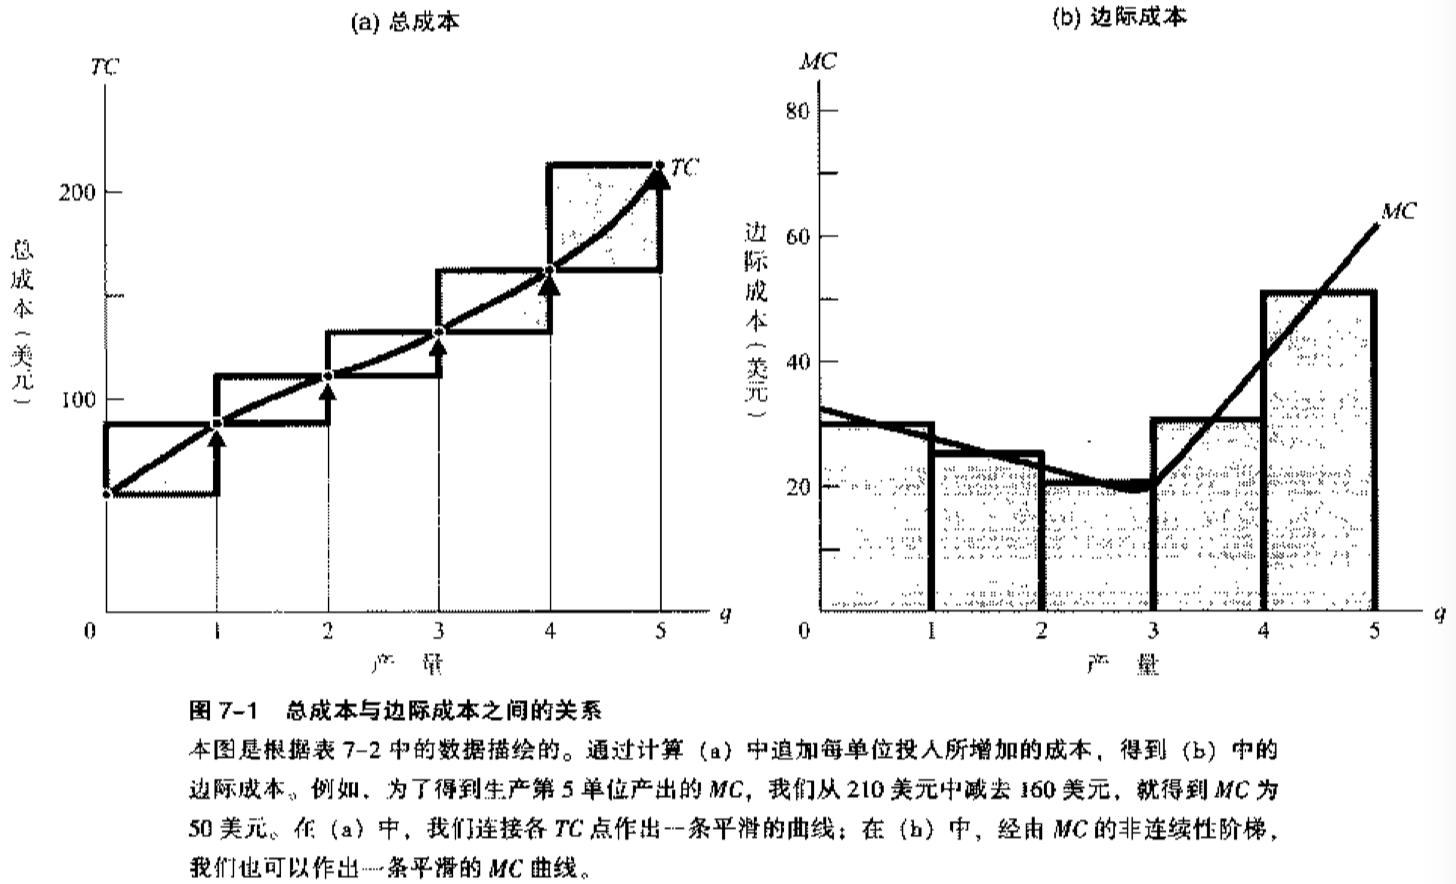 (a) 总成本
TC
200
100
总成本(美元)
TC
0
1
2
3
4
5
q
产 量
(b) 边际成本
MC
80
60
40
20
边际成本(美元)
MC
0
1
2
3
4
5
q
产 量
图 7-1 总成本与边际成本之间的关系
本图是根据表 7-2 中的数据描绘的。通过计算 (a) 中追加每单位投入所增加的成本,得到 (b) 中的
边际成本。例如,为了得到生产第 5 单位产出的 MC,我们从 210 美元中减去 160 美元,就得到 MC 为
50 美元。在 (a) 中,我们连接各 TC 点作出一条平滑的曲线;在 (b) 中,经由 MC 的非连续性阶梯,
我们也可以作出一条平滑的 MC 曲线。